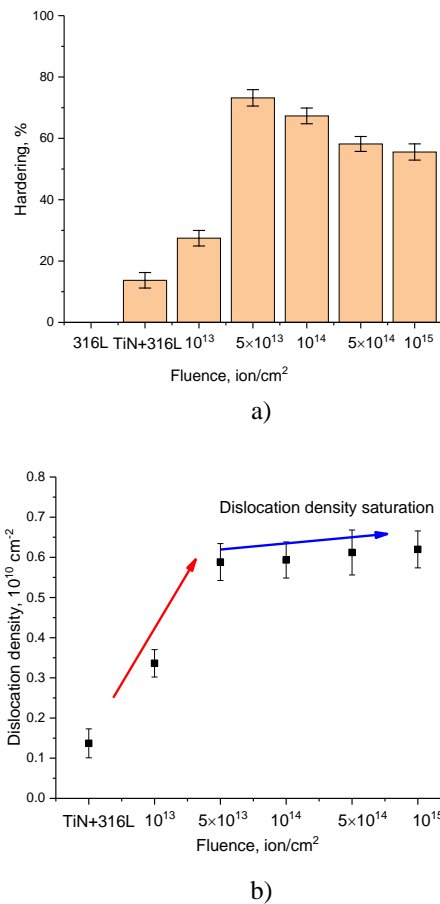 100
80
60
40
20
0
Hardering, %
316L TiN+316L 10¹³ 5×10¹³ 10¹⁴ 5×10¹⁴ 10¹⁵
Fluence, ion/cm²
a)
0.8
0.7
0.6
0.5
0.4
0.3
0.2
0.1
0.0
Dislocation density, 10¹⁰ cm⁻²
Dislocation density saturation
TiN+316L 10¹³ 5×10¹³ 10¹⁴ 5×10¹⁴ 10¹⁵
Fluence, ion/cm²
b)